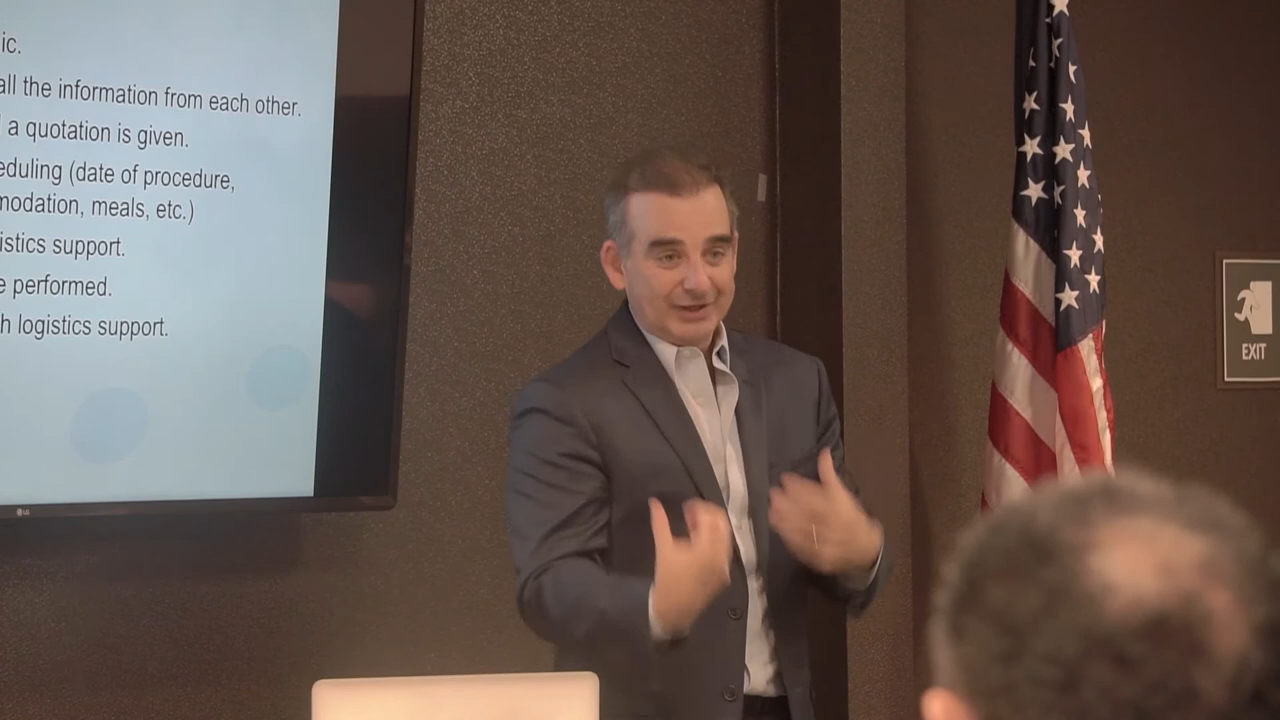 ic.
all the information from each other.
a quotation is given.
eduling (date of procedure,
modation, meals, etc.)
istics support.
e performed.
h logistics support.
LG
EXIT